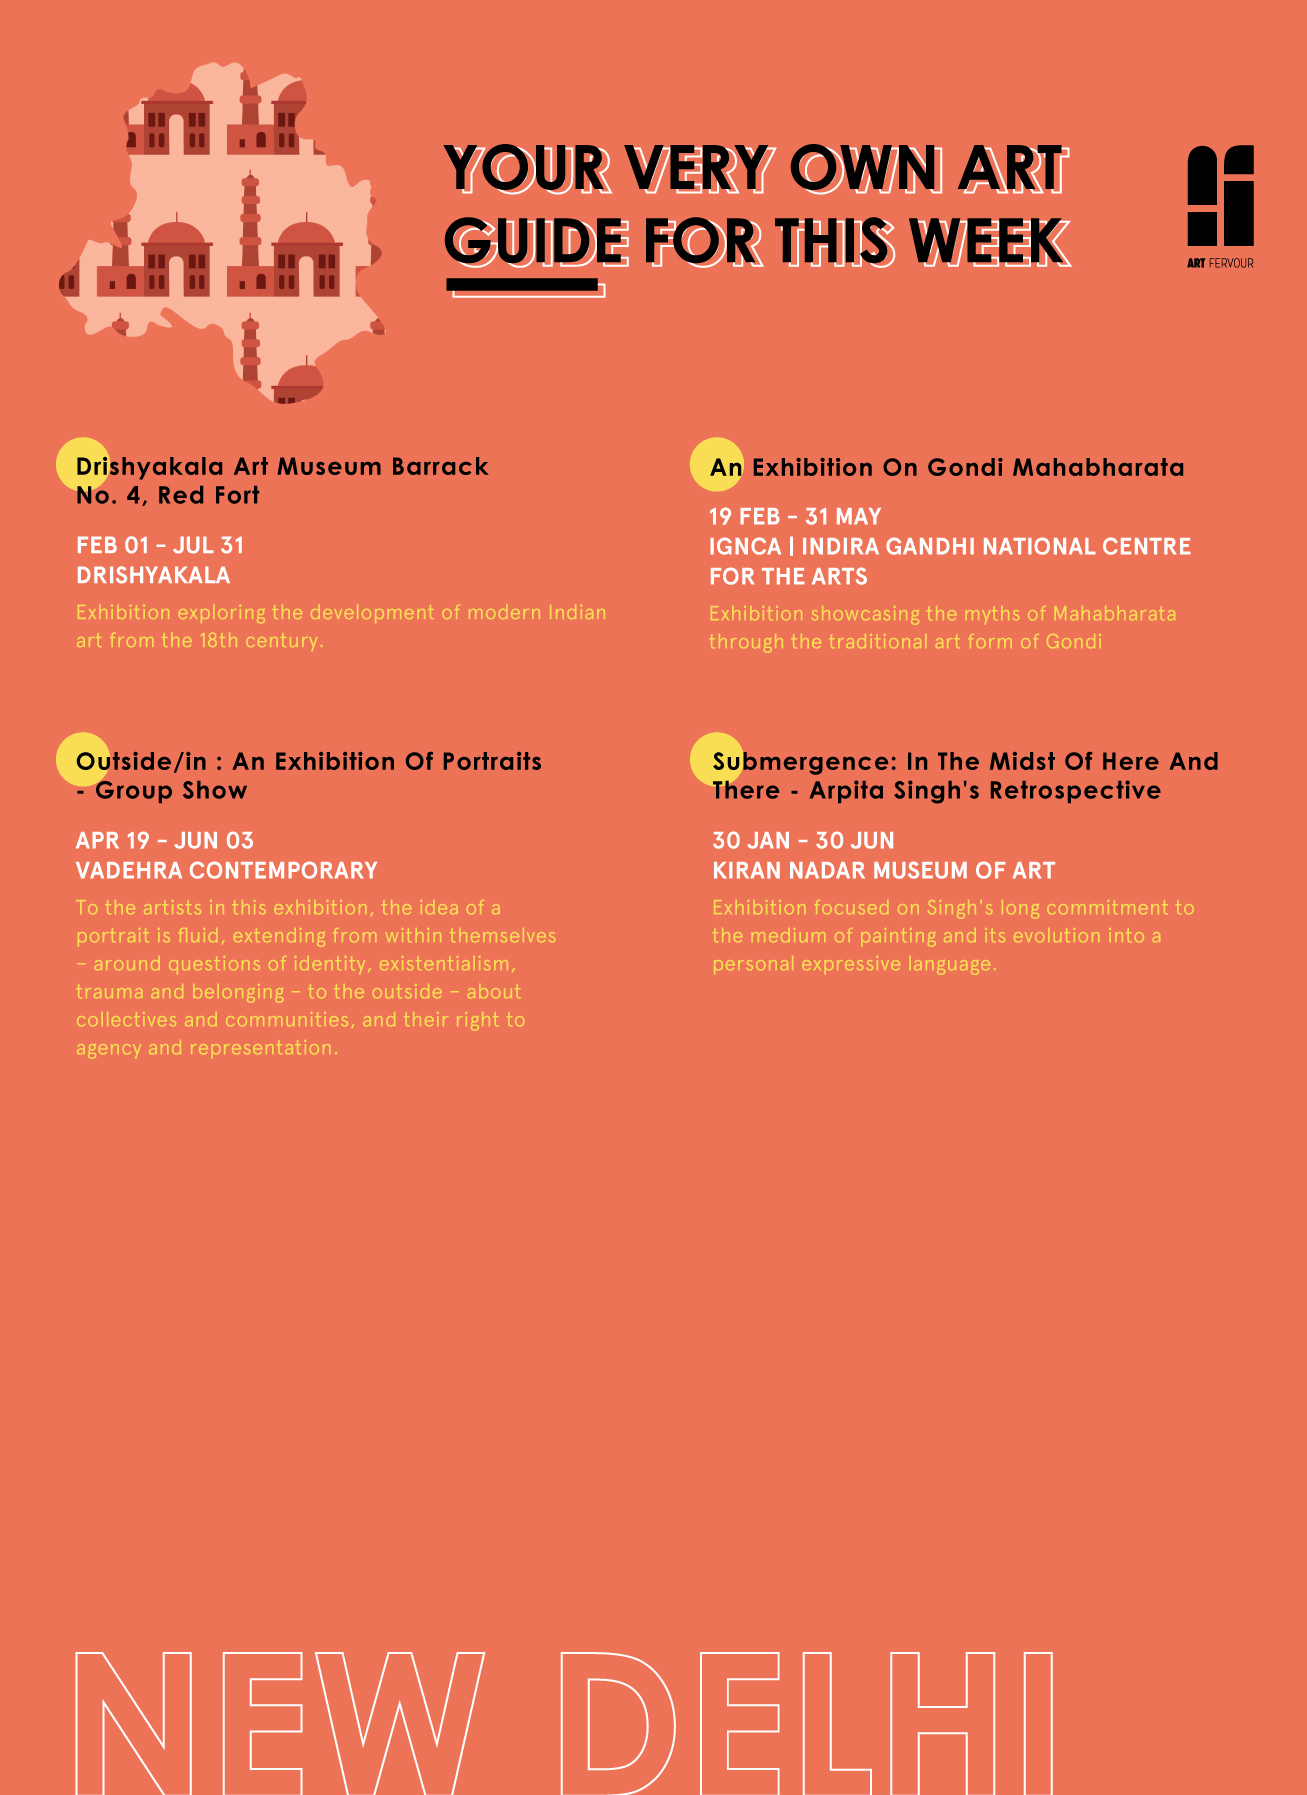 YOUR VERY OWN ART
GUIDE FOR THIS WEEK
ART FERVOUR
Drishyakala Art Museum Barrack
No. 4, Red Fort
FEB 01 – JUL 31
DRISHYAKALA
Exhibition exploring the development of modern Indian
art from the 18th century.
An Exhibition On Gondi Mahabharata
19 FEB – 31 MAY
IGNCA | INDIRA GANDHI NATIONAL CENTRE
FOR THE ARTS
Exhibition showcasing the myths of Mahabharata
through the traditional art form of Gondi
Outside/in : An Exhibition Of Portraits
- Group Show
APR 19 – JUN 03
VADEHRA CONTEMPORARY
To the artists in this exhibition, the idea of a
portrait is fluid, extending from within themselves
– around questions of identity, existentialism,
trauma and belonging – to the outside – about
collectives and communities, and their right to
agency and representation.
Submergence: In The Midst Of Here And
There - Arpita Singh's Retrospective
30 JAN – 30 JUN
KIRAN NADAR MUSEUM OF ART
Exhibition focused on Singh's long commitment to
the medium of painting and its evolution into a
personal expressive language.
NEW DELHI